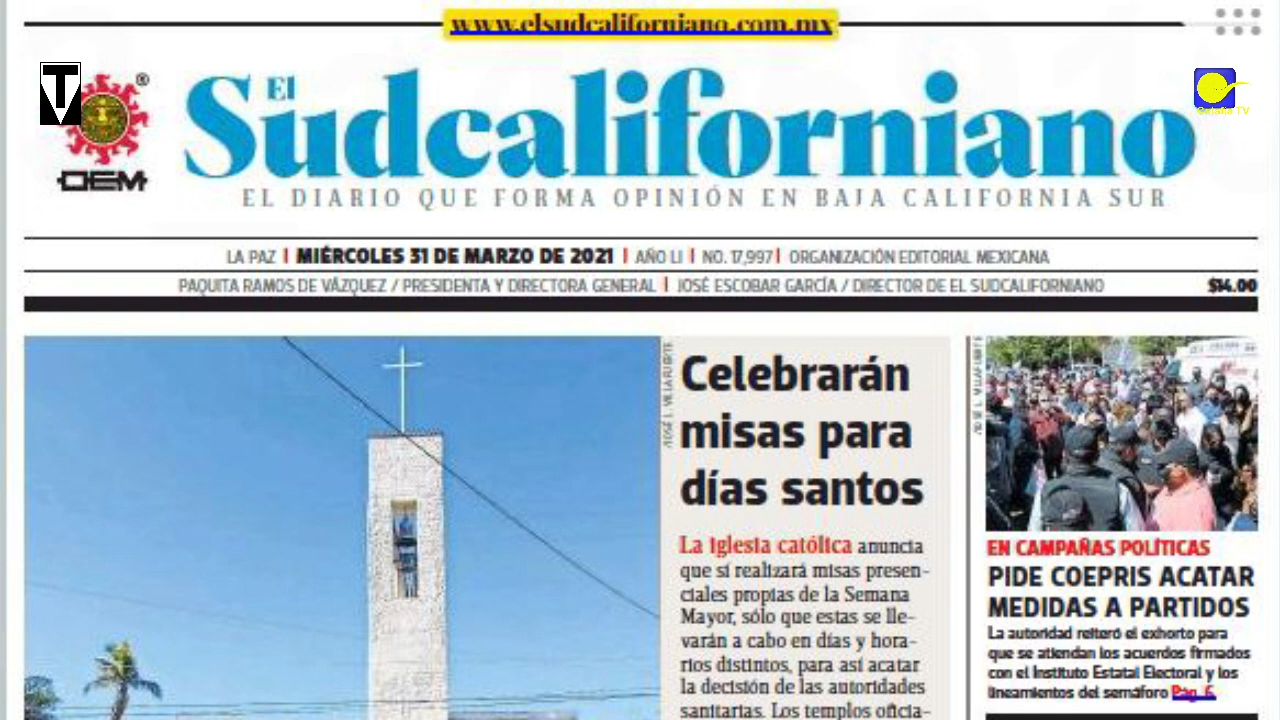 www.elsudcaliforniano.com.mx
T
OEM
®
El
Sudcaliforniano
EL DIARIO QUE FORMA OPINIÓN EN BAJA CALIFORNIA SUR
LA PAZ | MIÉRCOLES 31 DE MARZO DE 2021 | AÑO LI | NO. 17,997 | ORGANIZACIÓN EDITORIAL MEXICANA
PAQUITA RAMOS DE VÁZQUEZ / PRESIDENTA Y DIRECTORA GENERAL | JOSÉ ESCOBAR GARCÍA / DIRECTOR DE EL SUDCALIFORNIANO $14.00
/JOSÉ L. VILLAFUERTE
Celebrarán
misas para
días santos
La iglesia católica anuncia
que sí realizará misas presen-
ciales propias de la Semana
Mayor, sólo que estas se lle-
varán a cabo en días y hora-
rios distintos, para así acatar
la decisión de las autoridades
sanitarias. Los templos oficia-
/JOSÉ L. VILLAFUERTE
EN CAMPAÑAS POLÍTICAS
PIDE COEPRIS ACATAR
MEDIDAS A PARTIDOS
La autoridad reiteró el exhorto para
que se atiendan los acuerdos firmados
con el Instituto Estatal Electoral y los
lineamientos del semáforo Pág. 6